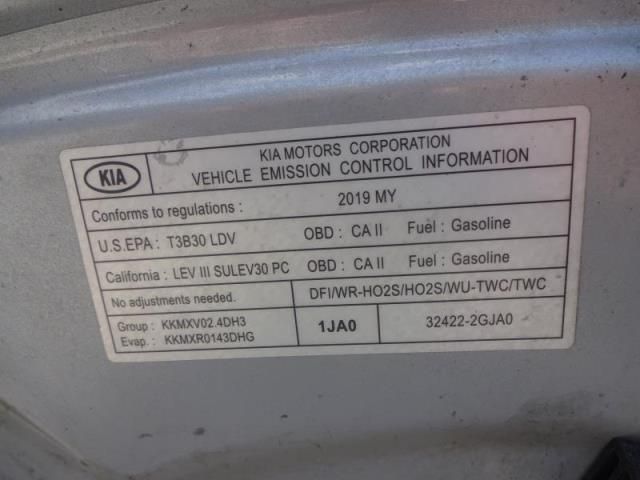 KIA
KIA MOTORS CORPORATION
VEHICLE EMISSION CONTROL INFORMATION
Conforms to regulations : 2019 MY
U.S.EPA : T3B30 LDV OBD : CA II Fuel : Gasoline
California : LEV III SULEV30 PC OBD : CA II Fuel : Gasoline
No adjustments needed. DFI/WR-HO2S/HO2S/WU-TWC/TWC
Group : KKMXV02.4DH3 1JA0 32422-2GJA0
Evap. : KKMXR0143DHG